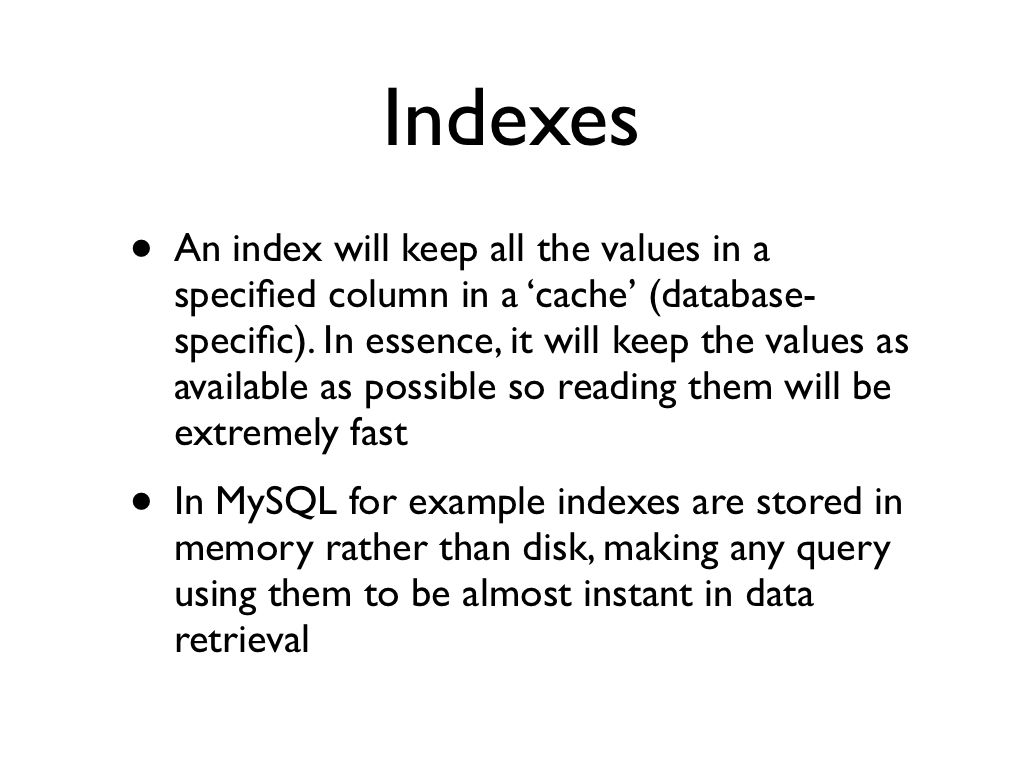 Indexes
• An index will keep all the values in a
specified column in a ‘cache’ (database-
specific). In essence, it will keep the values as
available as possible so reading them will be
extremely fast
• In MySQL for example indexes are stored in
memory rather than disk, making any query
using them to be almost instant in data
retrieval